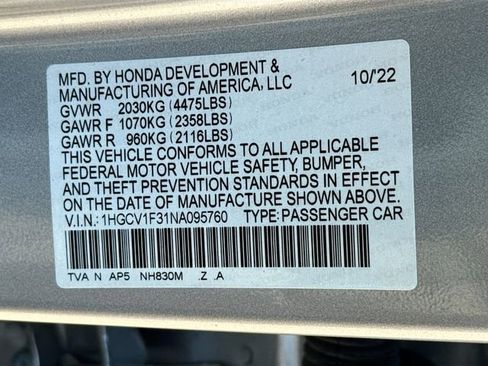 MFD. BY HONDA DEVELOPMENT &
MANUFACTURING OF AMERICA, LLC 10/'22
GVWR 2030KG (4475LBS)
GAWR F 1070KG (2358LBS)
GAWR R 960KG (2116LBS)
THIS VEHICLE CONFORMS TO ALL APPLICABLE
FEDERAL MOTOR VEHICLE SAFETY, BUMPER,
AND THEFT PREVENTION STANDARDS IN EFFECT
ON THE DATE OF MANUFACTURE SHOWN ABOVE.
V.I.N.: 1HGCV1F31NA095760 TYPE: PASSENGER CAR
TVA N AP5 NH830M .Z .A